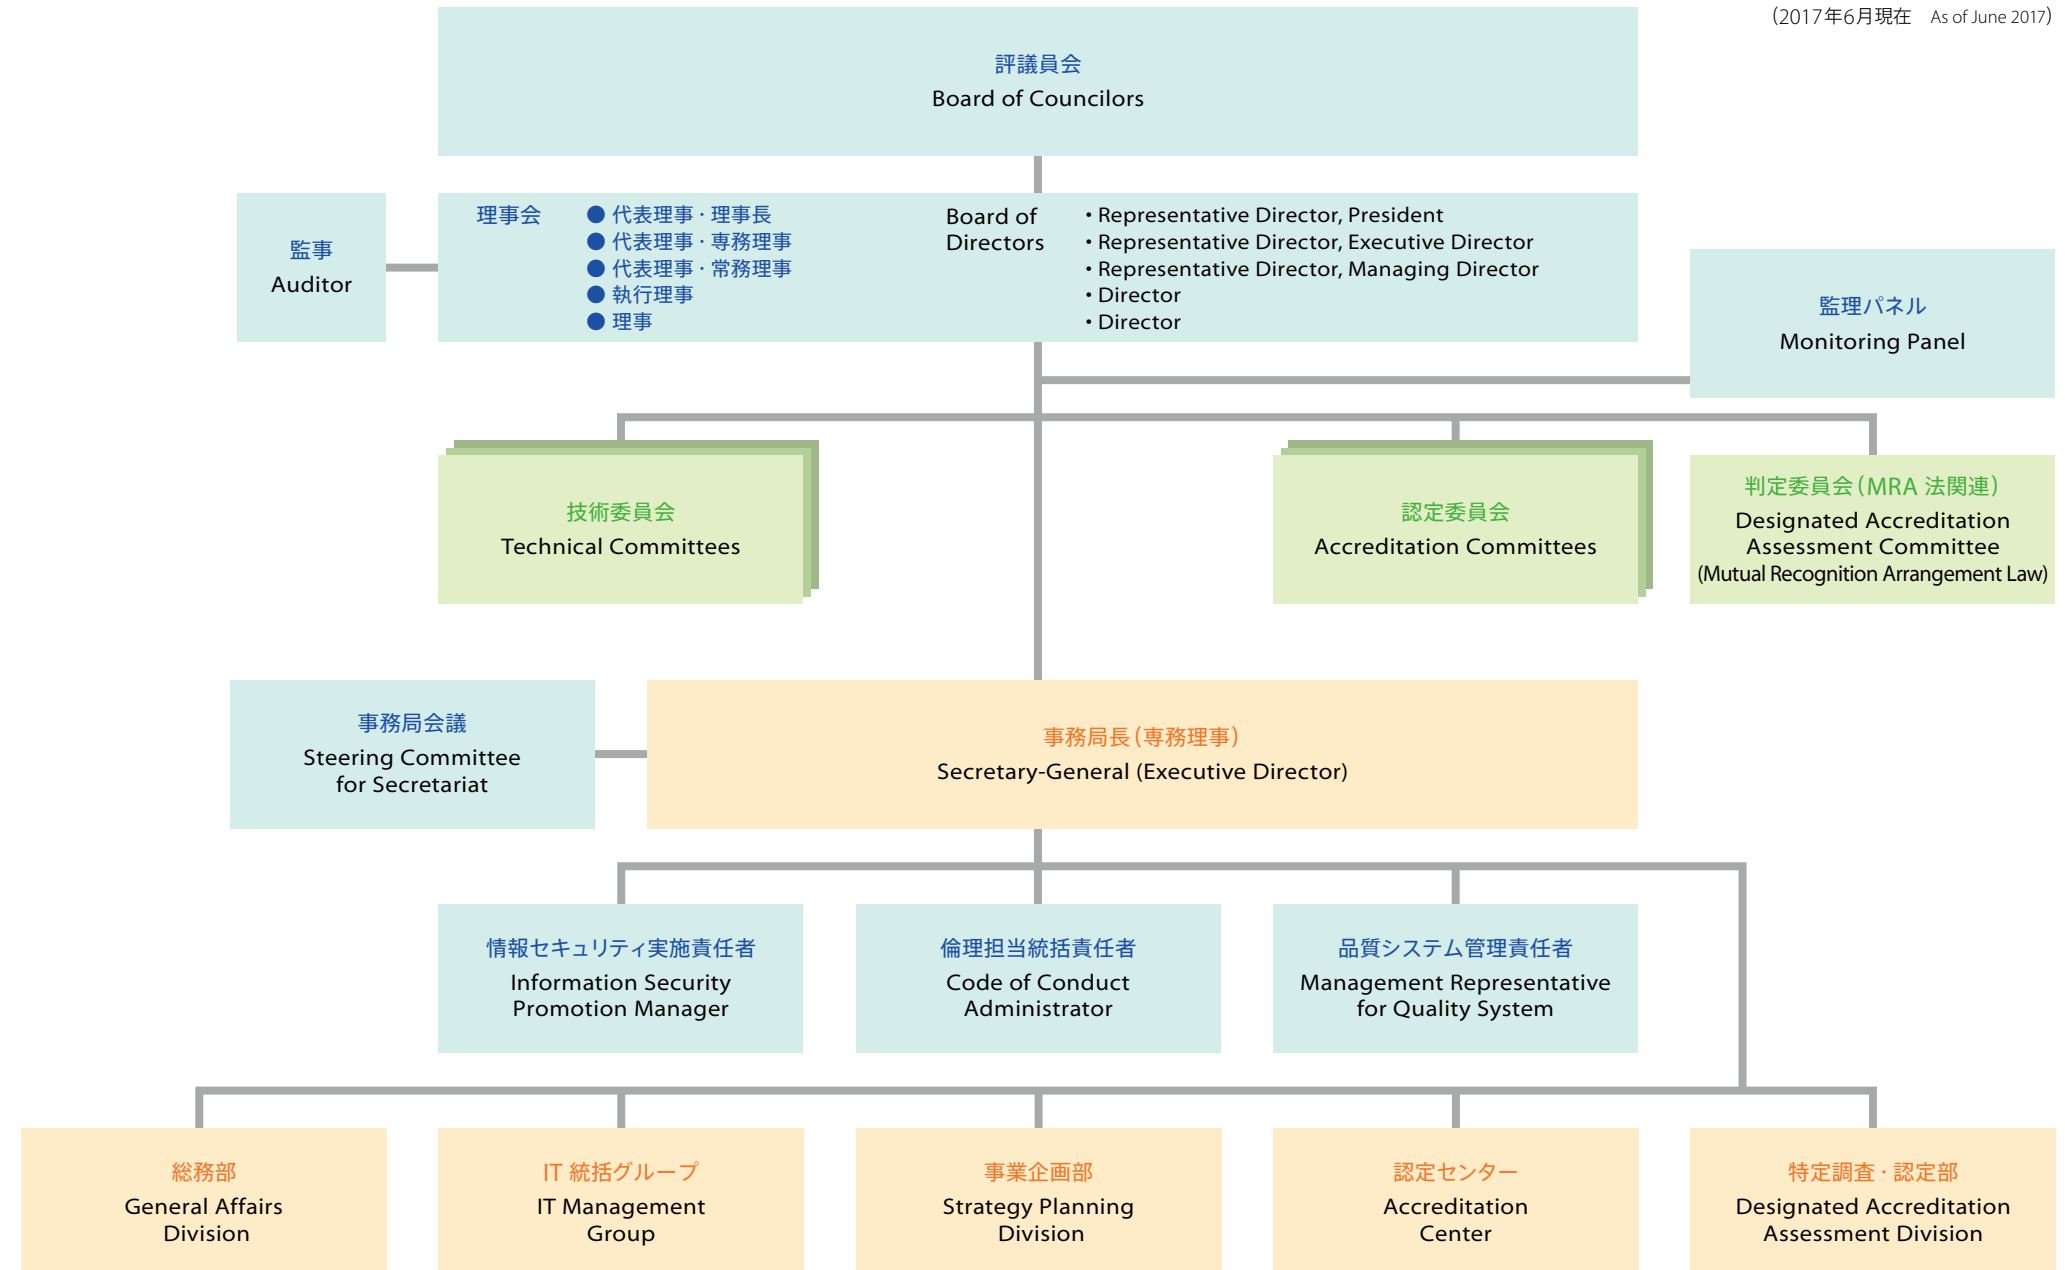 (2017年6月現在　As of June 2017)
評議員会
Board of Councilors
監事
Auditor
理事会
● 代表理事・理事長
● 代表理事・専務理事
● 代表理事・常務理事
● 執行理事
● 理事
Board of
Directors
• Representative Director, President
• Representative Director, Executive Director
• Representative Director, Managing Director
• Director
• Director
監理パネル
Monitoring Panel
技術委員会
Technical Committees
認定委員会
Accreditation Committees
判定委員会（MRA 法関連）
Designated Accreditation
Assessment Committee
(Mutual Recognition Arrangement Law)
事務局会議
Steering Committee
for Secretariat
事務局長（専務理事）
Secretary-General (Executive Director)
情報セキュリティ実施責任者
Information Security
Promotion Manager
倫理担当統括責任者
Code of Conduct
Administrator
品質システム管理責任者
Management Representative
for Quality System
総務部
General Affairs
Division
IT 統括グループ
IT Management
Group
事業企画部
Strategy Planning
Division
認定センター
Accreditation
Center
特定調査・認定部
Designated Accreditation
Assessment Division